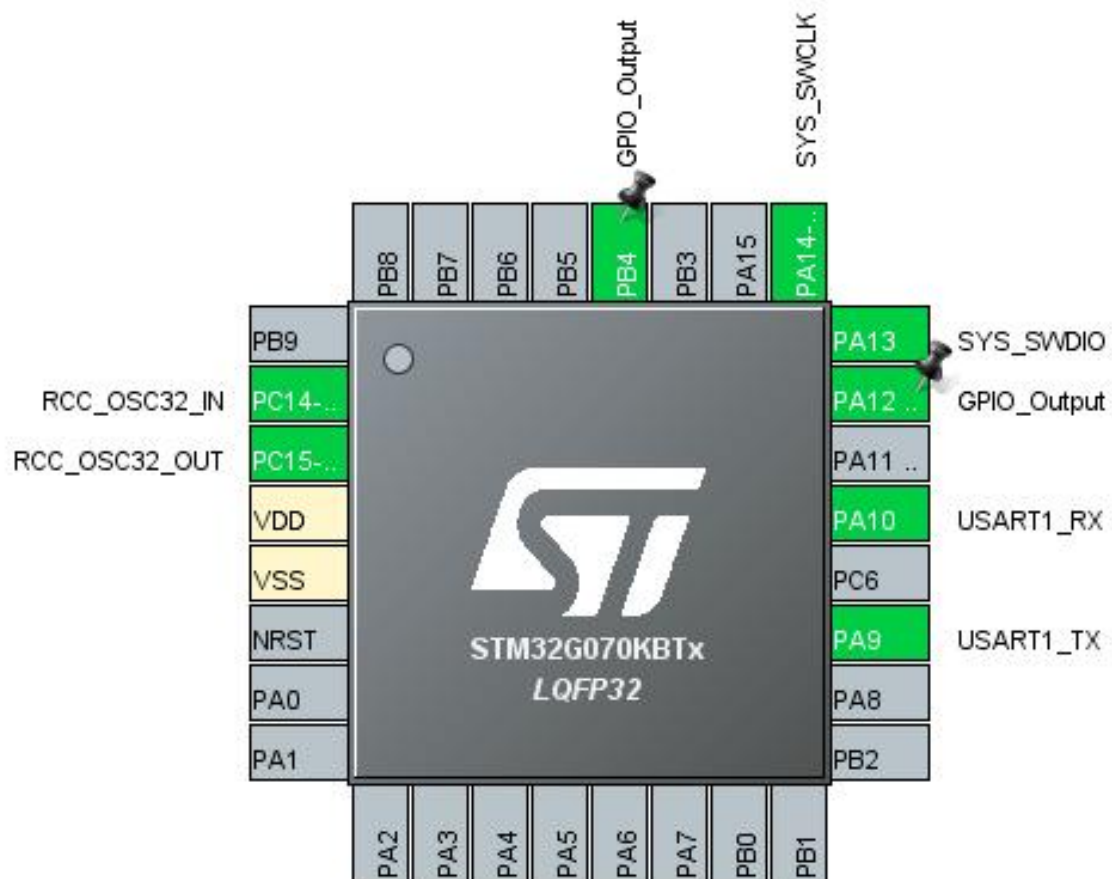 GPIO_Output
SYS_SWCLK
PB8
PB7
PB6
PB5
PB4
PB3
PA15
PA14-..
PB9
RCC_OSC32_IN PC14-..
RCC_OSC32_OUT PC15-..
VDD
VSS
NRST
PA0
PA1
PA13 SYS_SWDIO
PA12 .. GPIO_Output
PA11 ..
PA10 USART1_RX
PC6
PA9 USART1_TX
PA8
PB2
ST
STM32G070KBTx
LQFP32
PA2
PA3
PA4
PA5
PA6
PA7
PB0
PB1